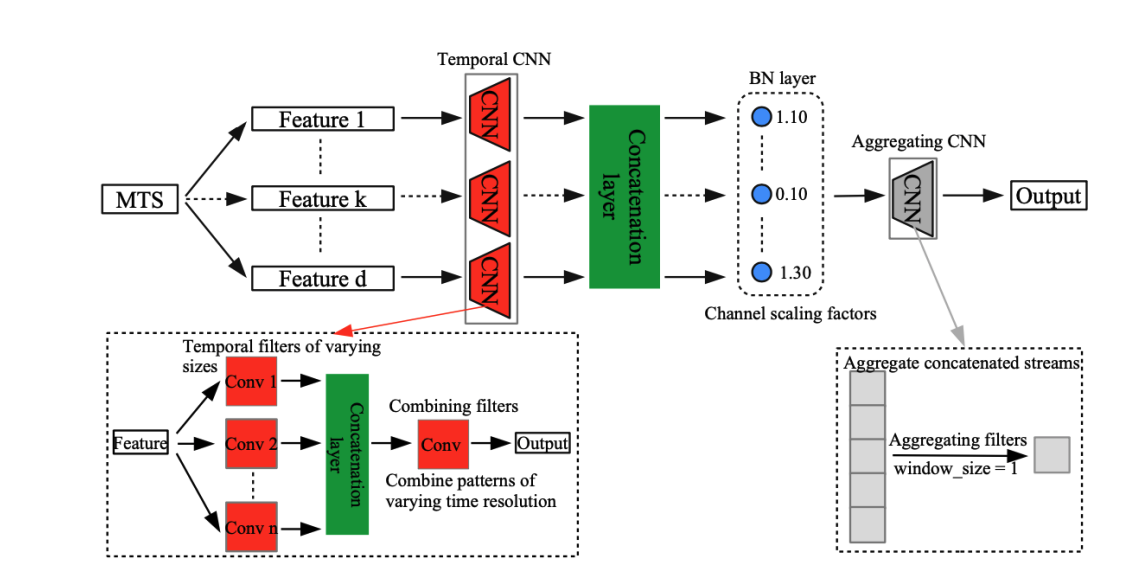 Temporal CNN
BN layer
Feature 1
CNN
1.10
Aggregating CNN
MTS
Feature k
CNN
Concatenation
layer
0.10
CNN
Output
Feature d
CNN
1.30
Channel scaling factors
Temporal filters of varying
sizes
Conv 1
Feature
Conv 2
Conv n
Concatenation
layer
Combining filters
Conv
Output
Combine patterns of
varying time resolution
Aggregate concatenated streams
Aggregating filters
window_size = 1